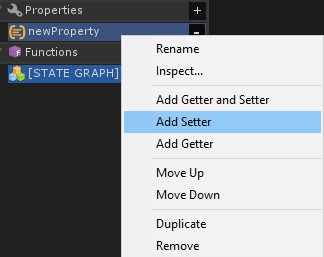 Properties +
newProperty -
Functions
[STATE GRAPH]
Rename
Inspect...
Add Getter and Setter
Add Setter
Add Getter
Move Up
Move Down
Duplicate
Remove